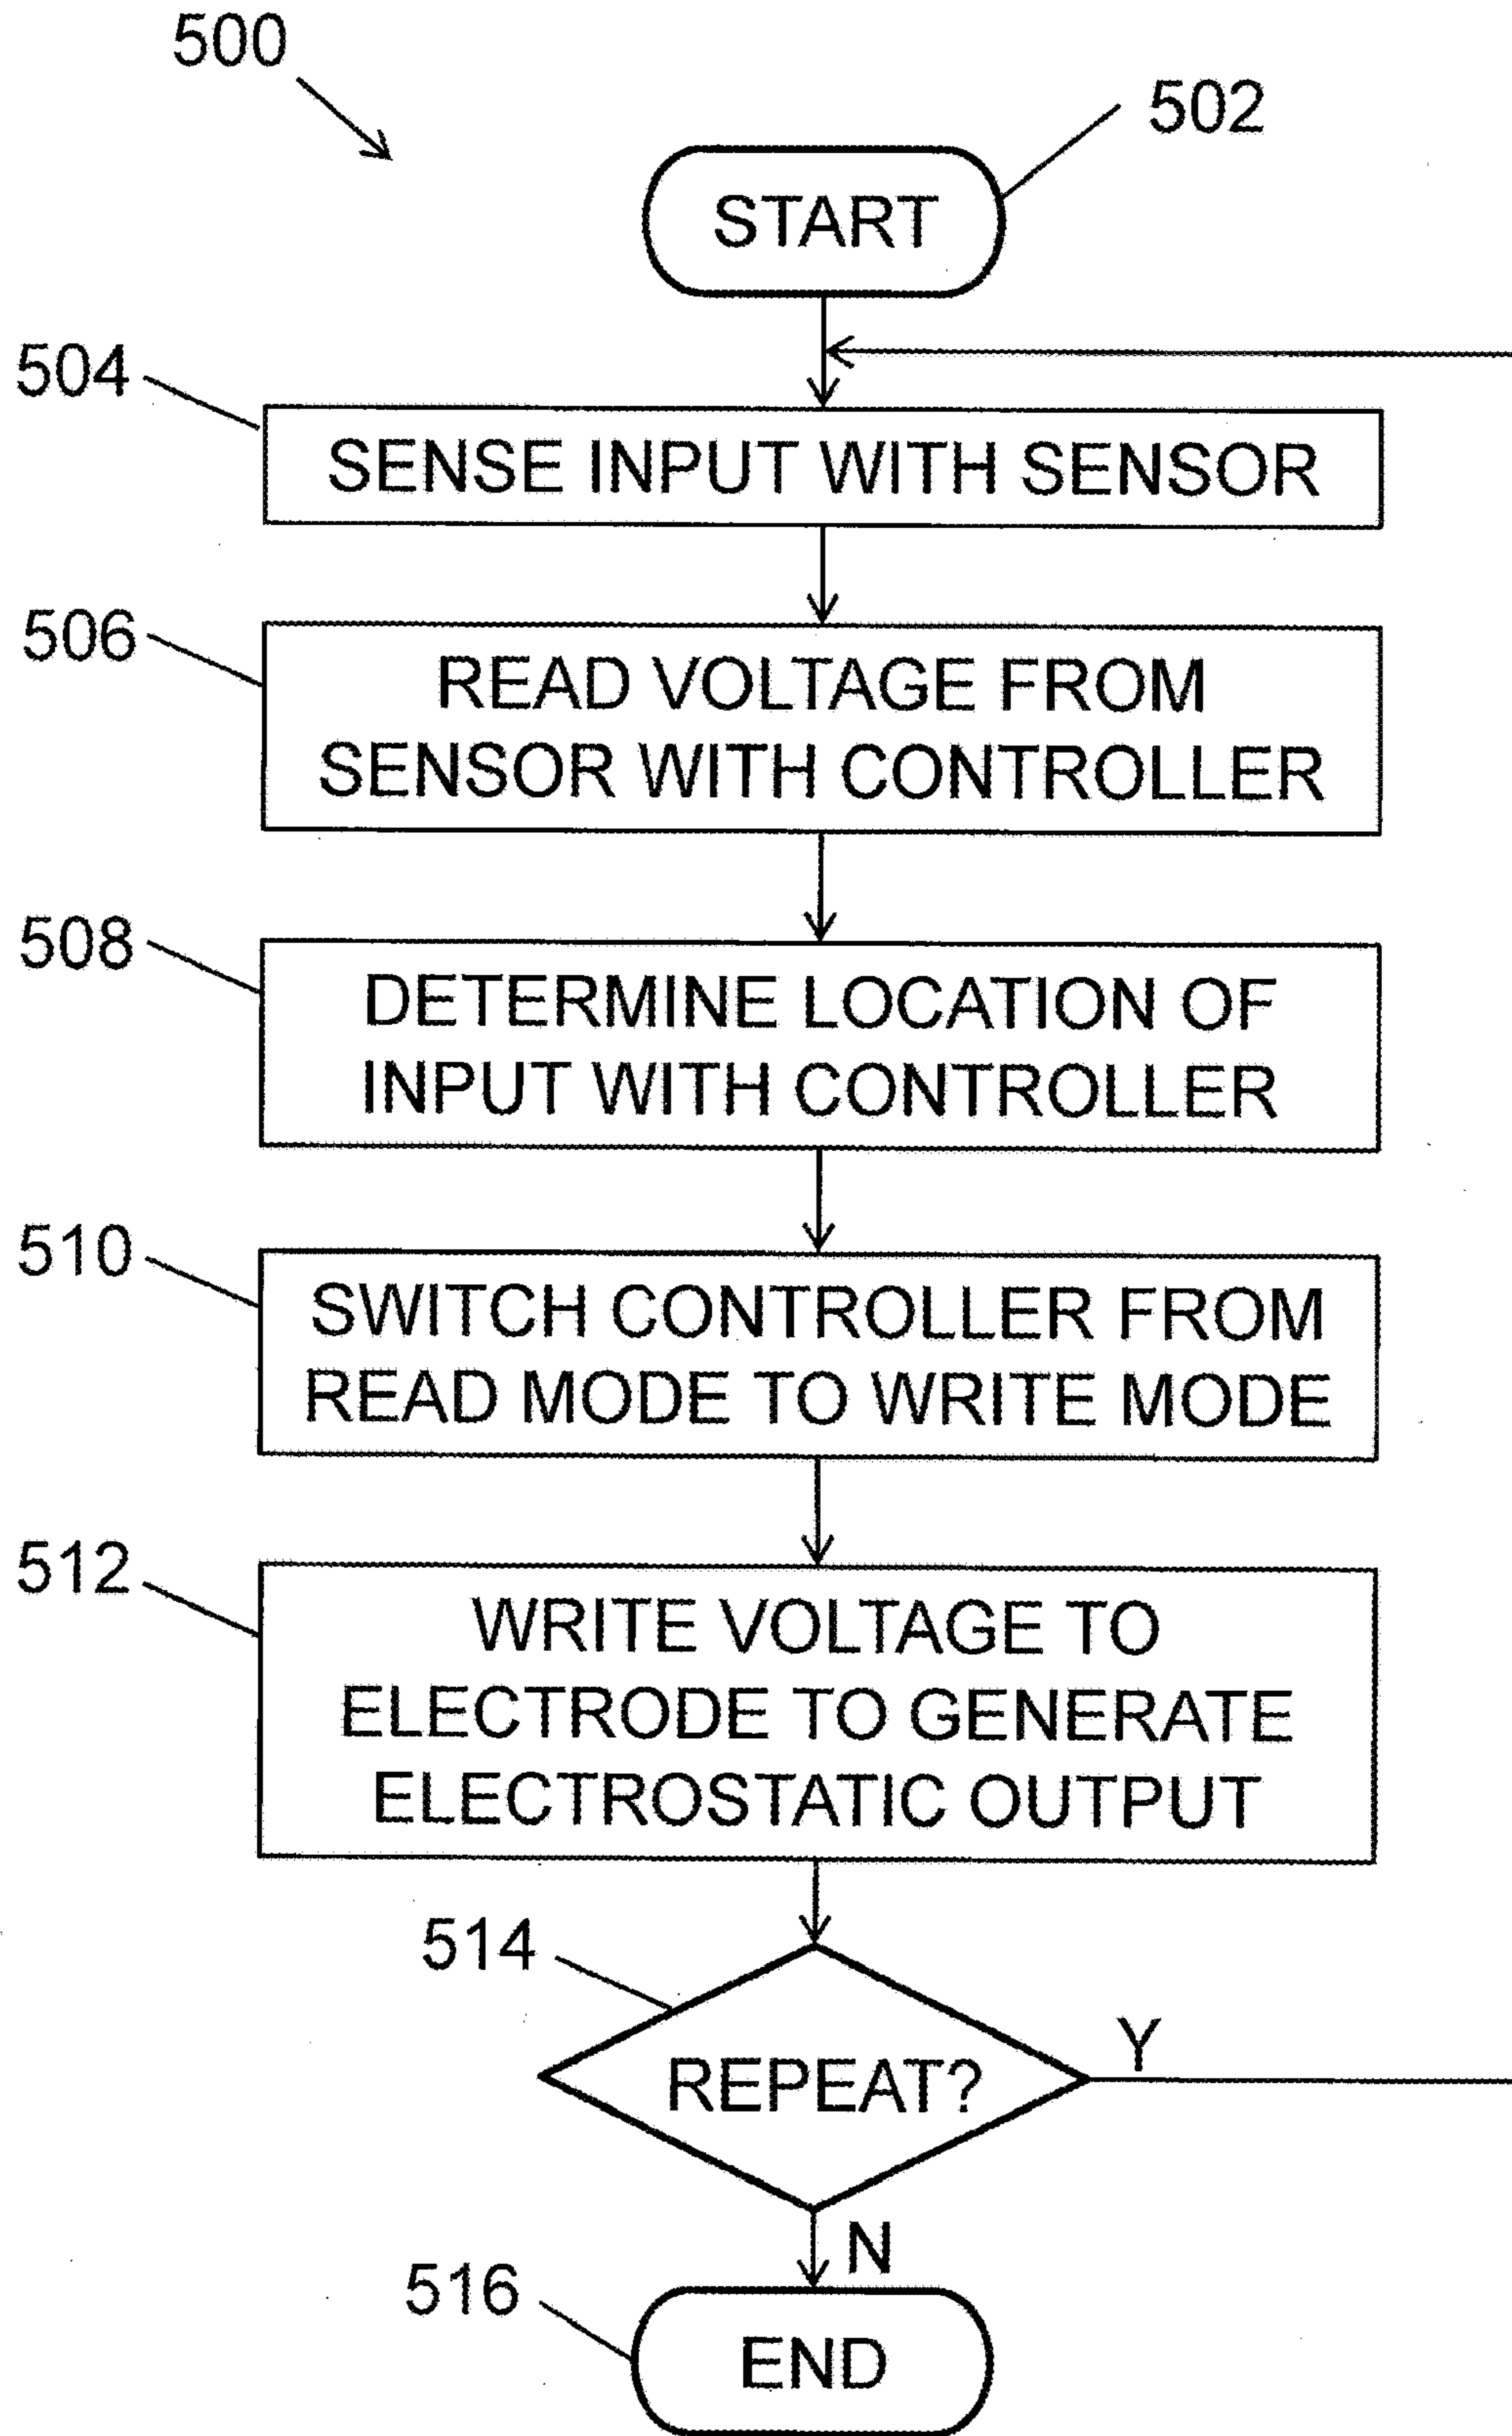 500
502
START
504
SENSE INPUT WITH SENSOR
506
READ VOLTAGE FROM
SENSOR WITH CONTROLLER
508
DETERMINE LOCATION OF
INPUT WITH CONTROLLER
510
SWITCH CONTROLLER FROM
READ MODE TO WRITE MODE
512
WRITE VOLTAGE TO
ELECTRODE TO GENERATE
ELECTROSTATIC OUTPUT
514
REPEAT?
Y
N
516
END